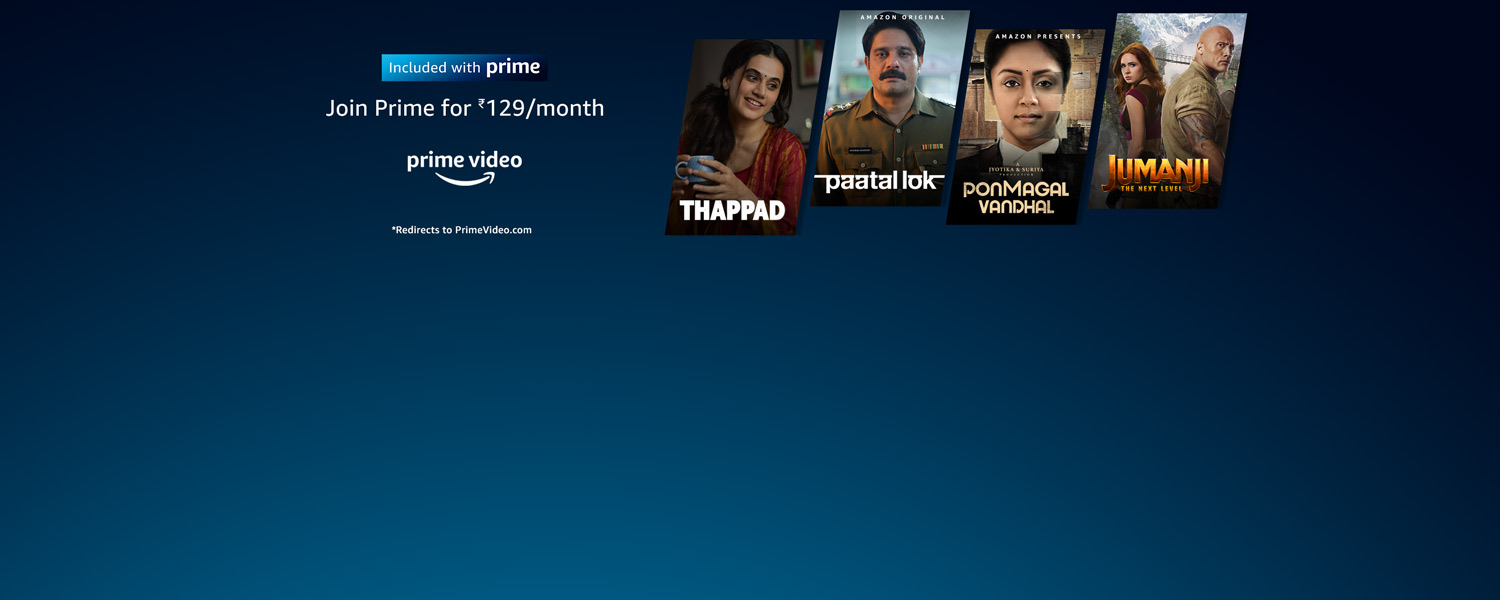 Included with prime
Join Prime for ₹129/month
prime video
*Redirects to PrimeVideo.com
THAPPAD
AMAZON ORIGINAL
paatal lok
AMAZON PRESENTS
A
JYOTIKA & SURIYA
PRODUCTION
PONMAGAL
VANDHAL
JUMANJI
THE NEXT LEVEL